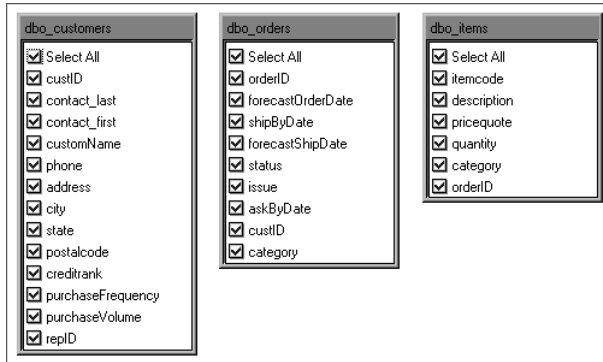 dbo_customers
Select All
custID
contact_last
contact_first
customName
phone
address
city
state
postalcode
creditrank
purchaseFrequency
purchaseVolume
repID
dbo_orders
Select All
orderID
forecastOrderDate
shipByDate
forecastShipDate
status
issue
askByDate
custID
category
dbo_items
Select All
itemcode
description
pricequote
quantity
category
orderID